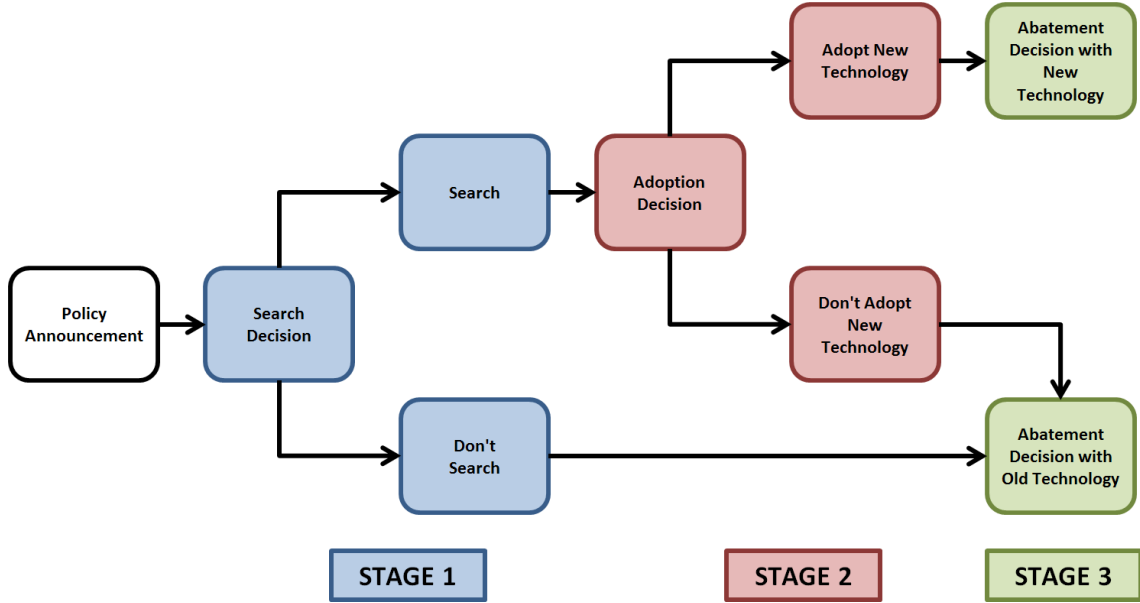 Policy
Announcement
Search
Decision
Search
Don't
Search
Adoption
Decision
Adopt New
Technology
Don't Adopt
New
Technology
Abatement
Decision with
New
Technology
Abatement
Decision with
Old Technology
STAGE 1
STAGE 2
STAGE 3